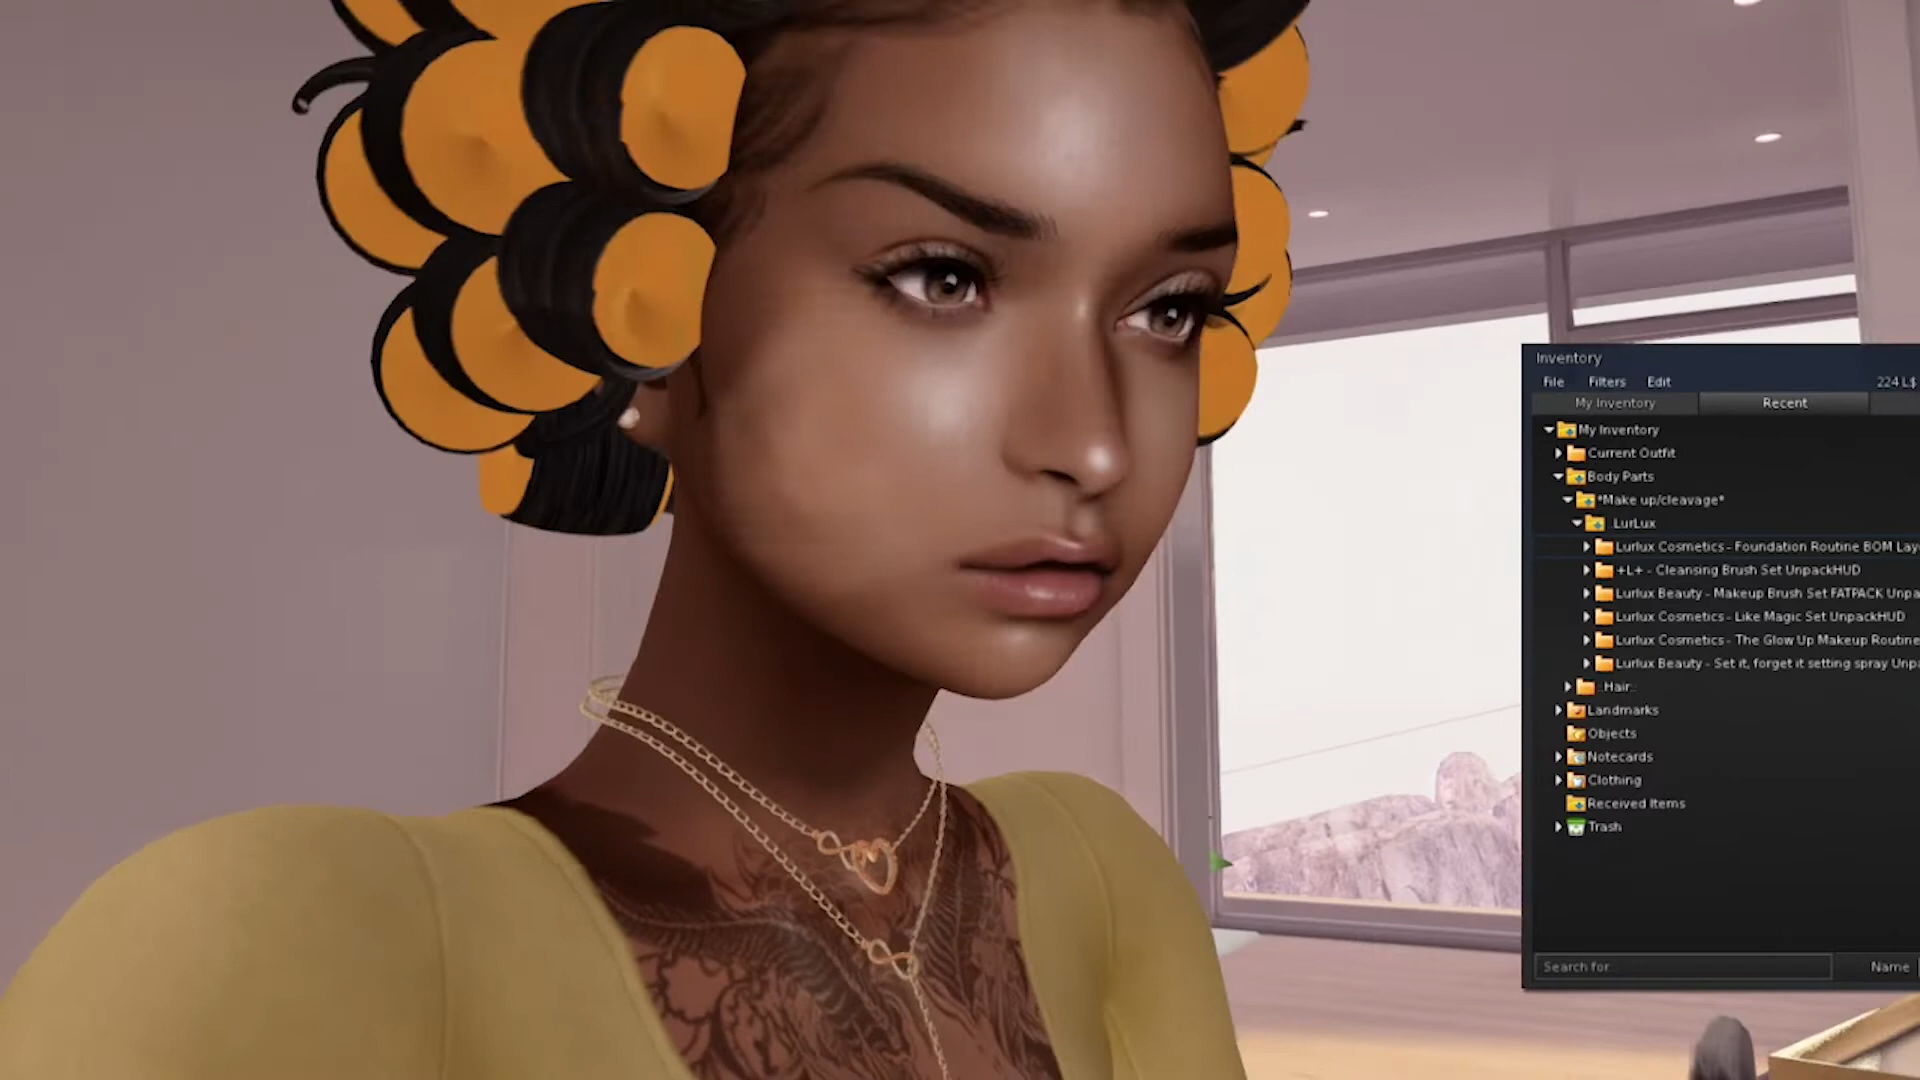 Inventory
File Filters Edit 224 L$
My Inventory Recent
My Inventory
Current Outfit
Body Parts
*Make up/cleavage*
.LurLux
Lurlux Cosmetics - Foundation Routine BOM Lay
+L+ - Cleansing Brush Set UnpackHUD
Lurlux Beauty - Makeup Brush Set FATPACK Unpa
Lurlux Cosmetics - Like Magic Set UnpackHUD
Lurlux Cosmetics - The Glow Up Makeup Routine
Lurlux Beauty - Set it, forget it setting spray Unpa
.:Hair:.
Landmarks
Objects
Notecards
Clothing
Received Items
Trash
Search for
Name